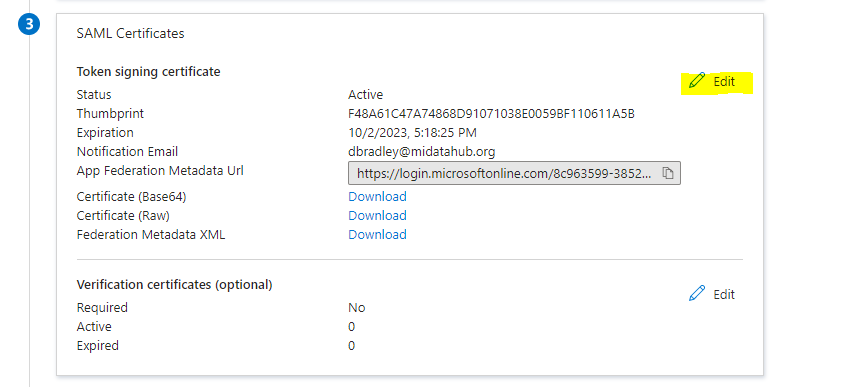 3
SAML Certificates
Token signing certificate
Edit
Status Active
Thumbprint F48A61C47A74868D91071038E0059BF110611A5B
Expiration 10/2/2023, 5:18:25 PM
Notification Email dbradley@midatahub.org
App Federation Metadata Url https://login.microsoftonline.com/8c963599-3852...
Certificate (Base64) Download
Certificate (Raw) Download
Federation Metadata XML Download
Verification certificates (optional)
Edit
Required No
Active 0
Expired 0